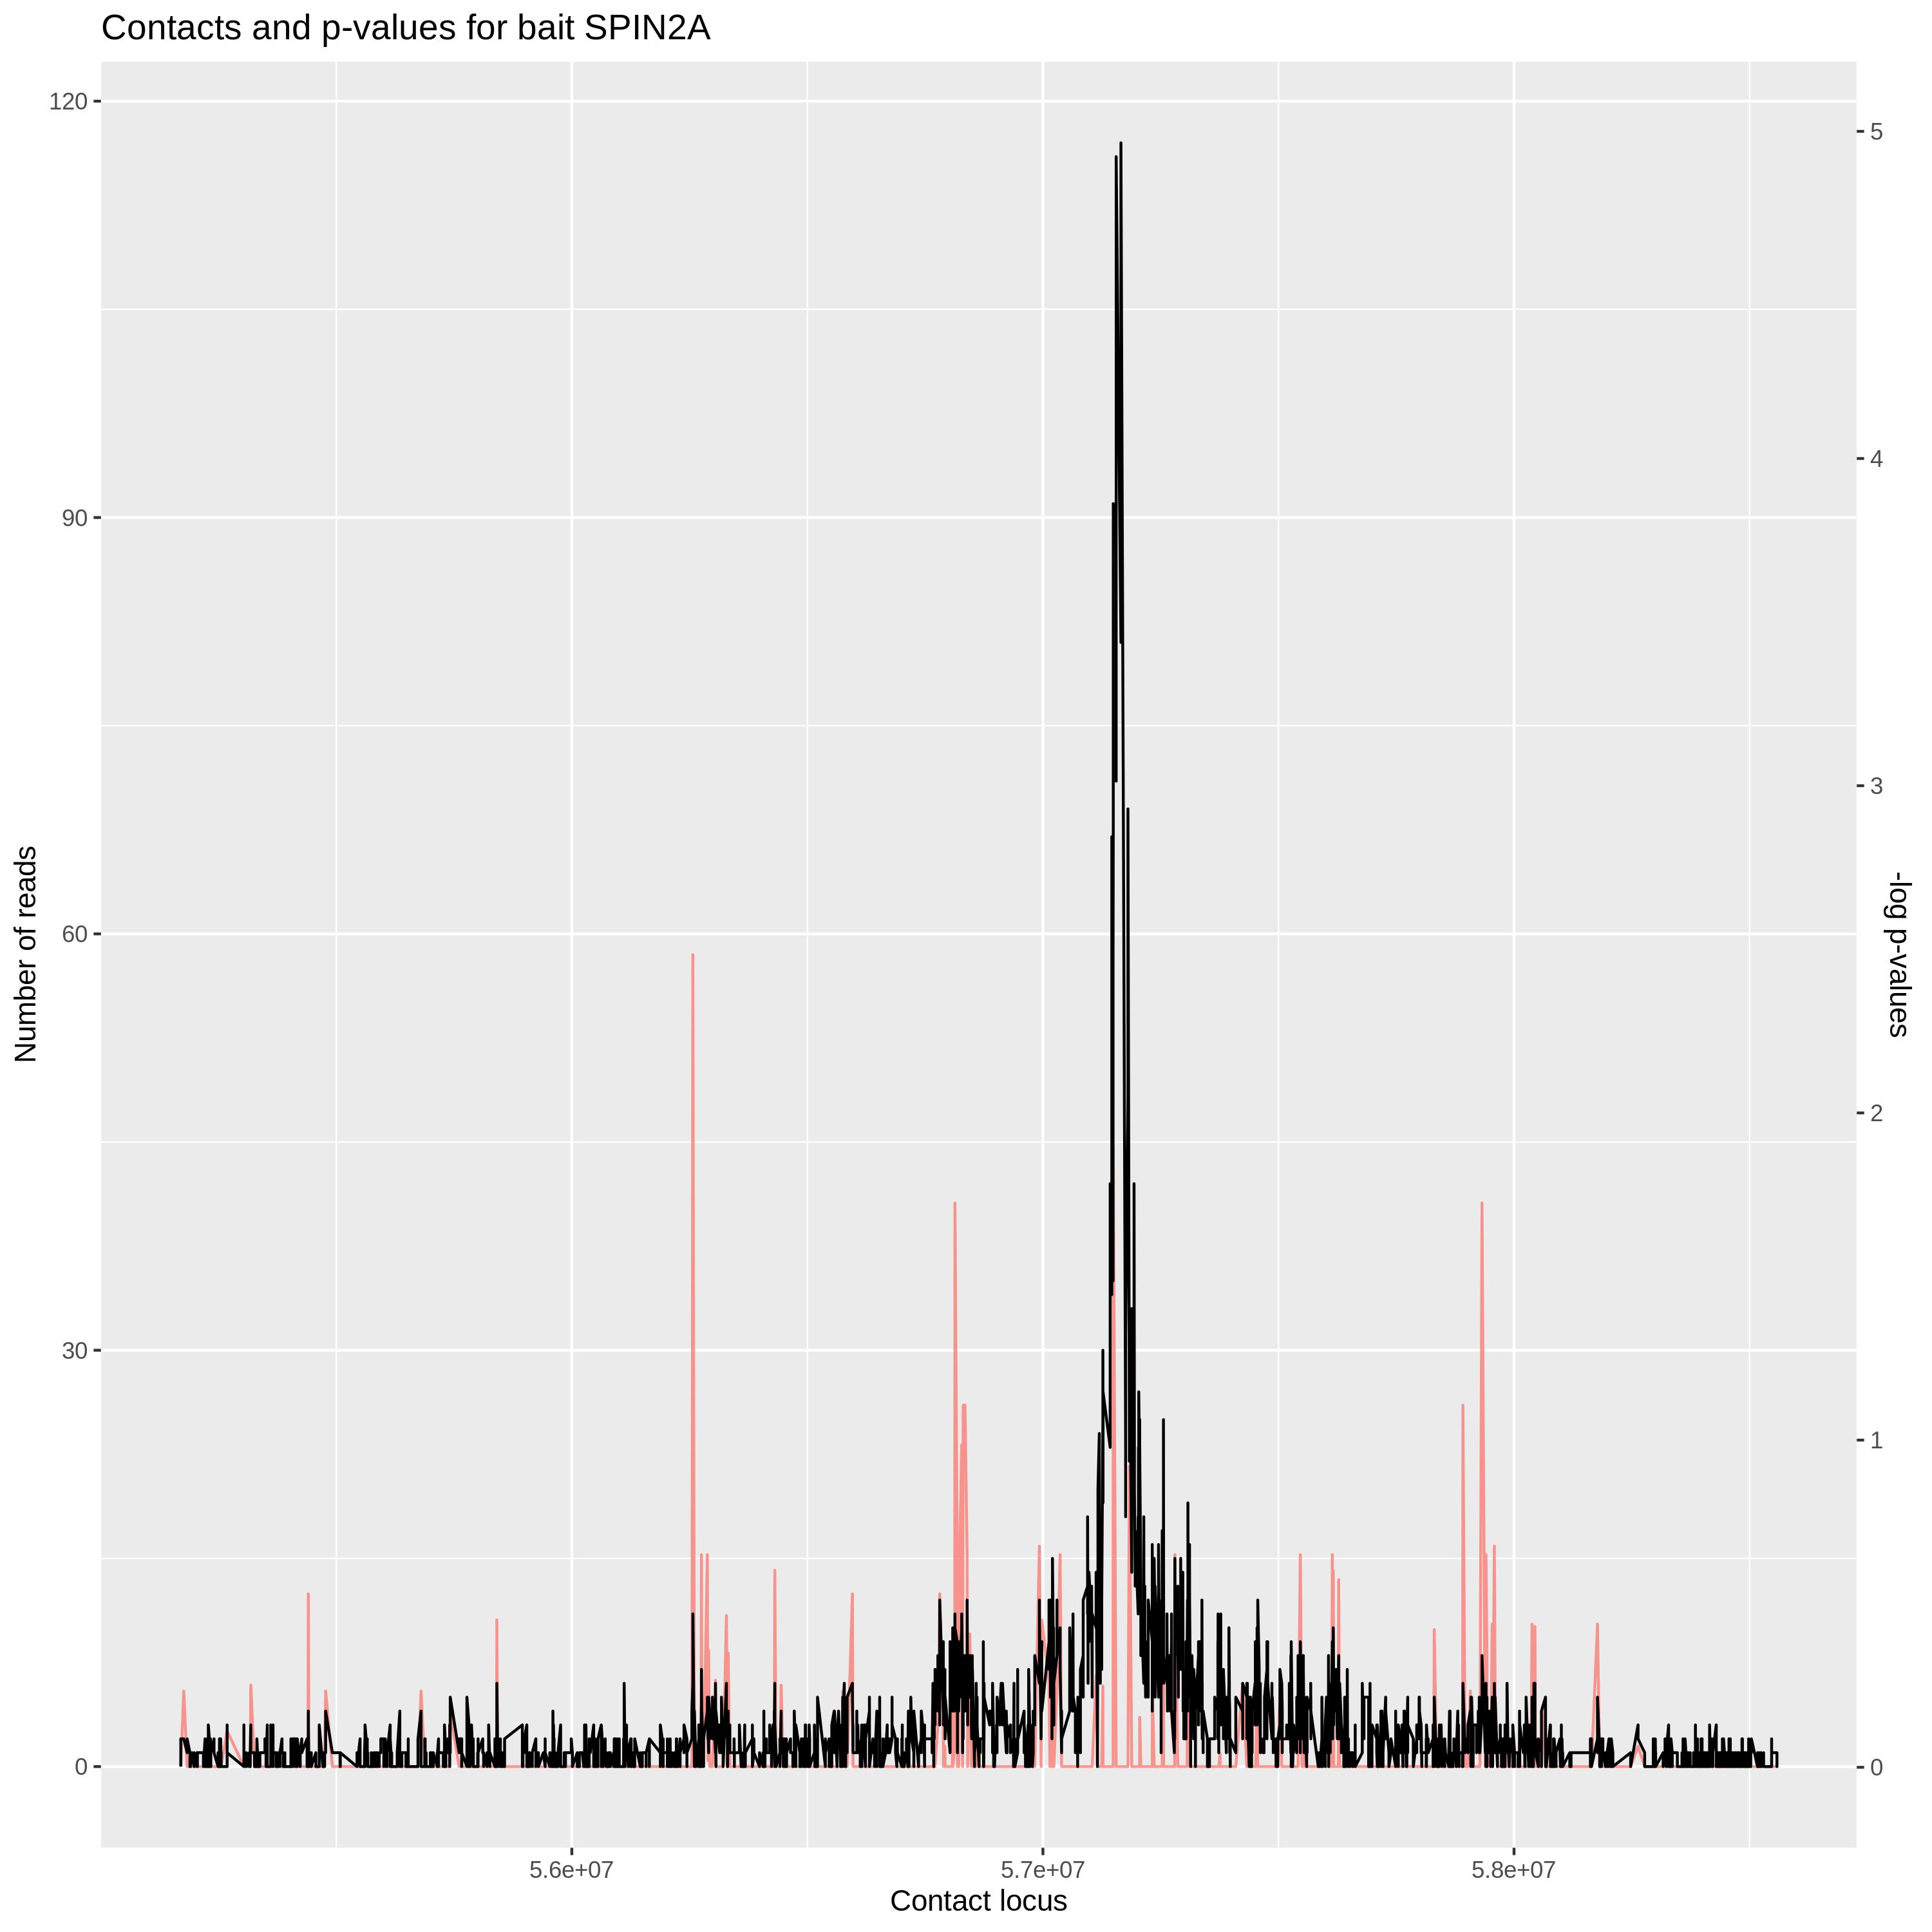 Contacts and p-values for bait SPIN2A
120
90
60
30
0
Number of reads
5
4
3
2
1
0
-log p-values
5.6e+07
5.7e+07
5.8e+07
Contact locus